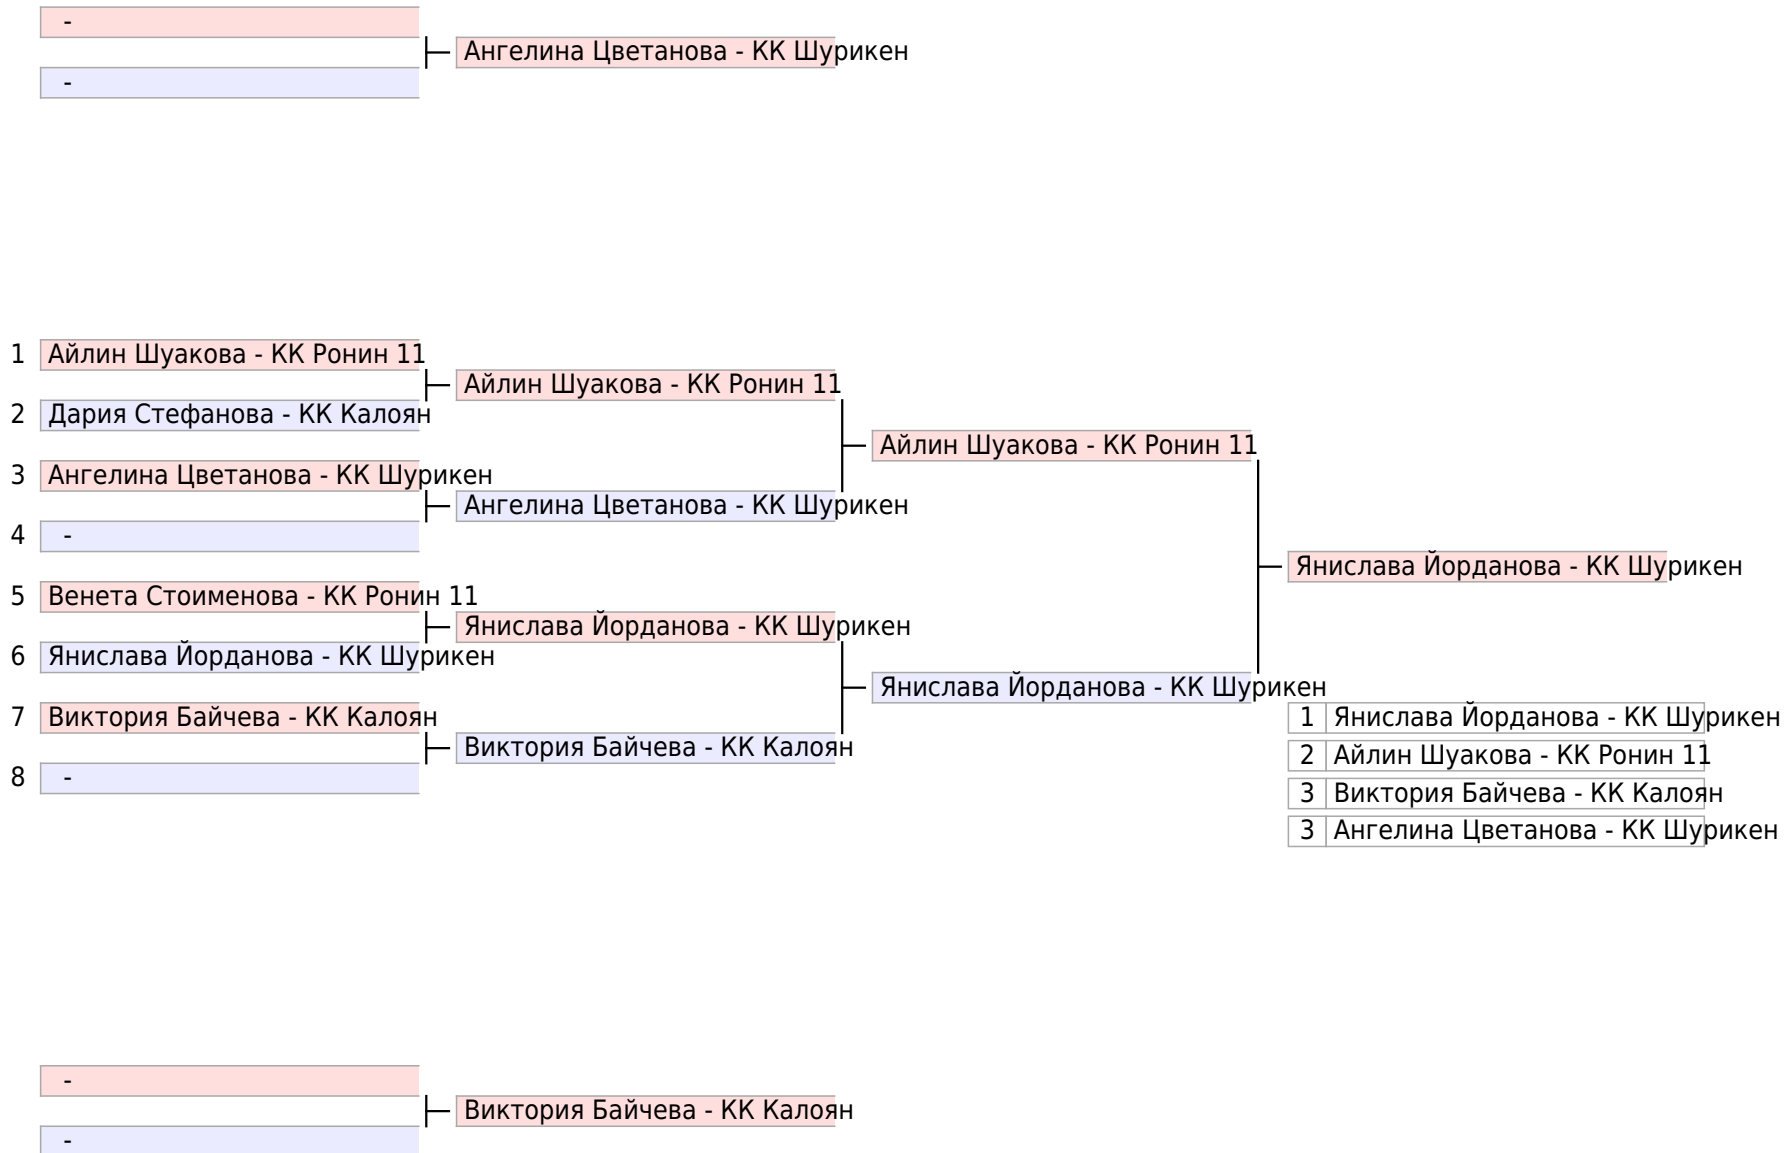 -
Ангелина Цветанова - КК Шурикен
-
1 Айлин Шуакова - КК Ронин 11
Айлин Шуакова - КК Ронин 11
2 Дария Стефанова - КК Калоян
Айлин Шуакова - КК Ронин 11
3 Ангелина Цветанова - КК Шурикен
Ангелина Цветанова - КК Шурикен
4 -
Янислава Йорданова - КК Шурикен
5 Венета Стоименова - КК Ронин 11
Янислава Йорданова - КК Шурикен
6 Янислава Йорданова - КК Шурикен
Янислава Йорданова - КК Шурикен
7 Виктория Байчева - КК Калоян
Виктория Байчева - КК Калоян
8 -
1 Янислава Йорданова - КК Шурикен
2 Айлин Шуакова - КК Ронин 11
3 Виктория Байчева - КК Калоян
3 Ангелина Цветанова - КК Шурикен
-
Виктория Байчева - КК Калоян
-